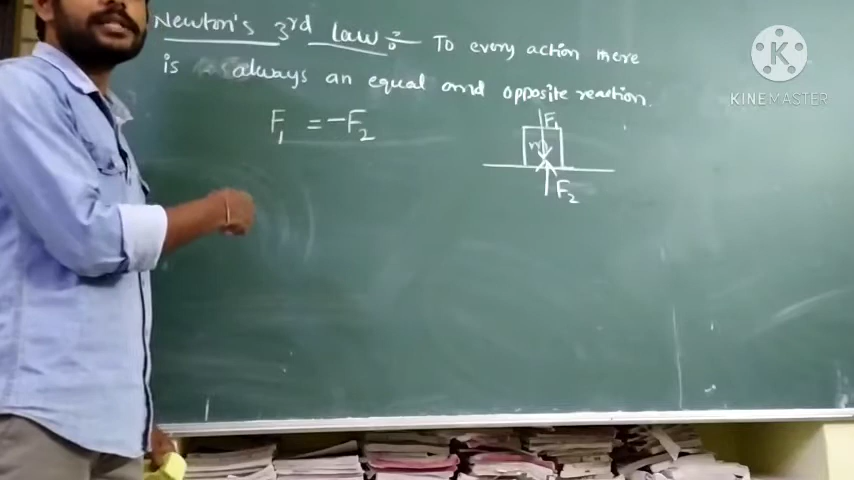 Newton's 3rd law :- To every action there
is always an equal and opposite reaction.
F1 = -F2
F1
m
F2
K
KINEMASTER